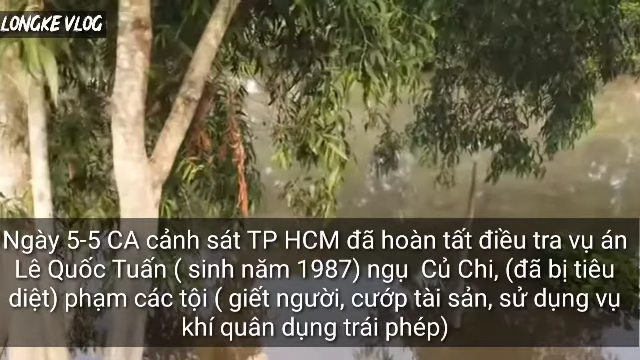 LONGKE VLOG
Ngày 5-5 CA cảnh sát TP HCM đã hoàn tất điều tra vụ án
Lê Quốc Tuấn ( sinh năm 1987) ngụ Củ Chi, (đã bị tiêu
diệt) phạm các tội ( giết người, cướp tài sản, sử dụng vụ
khí quân dụng trái phép)